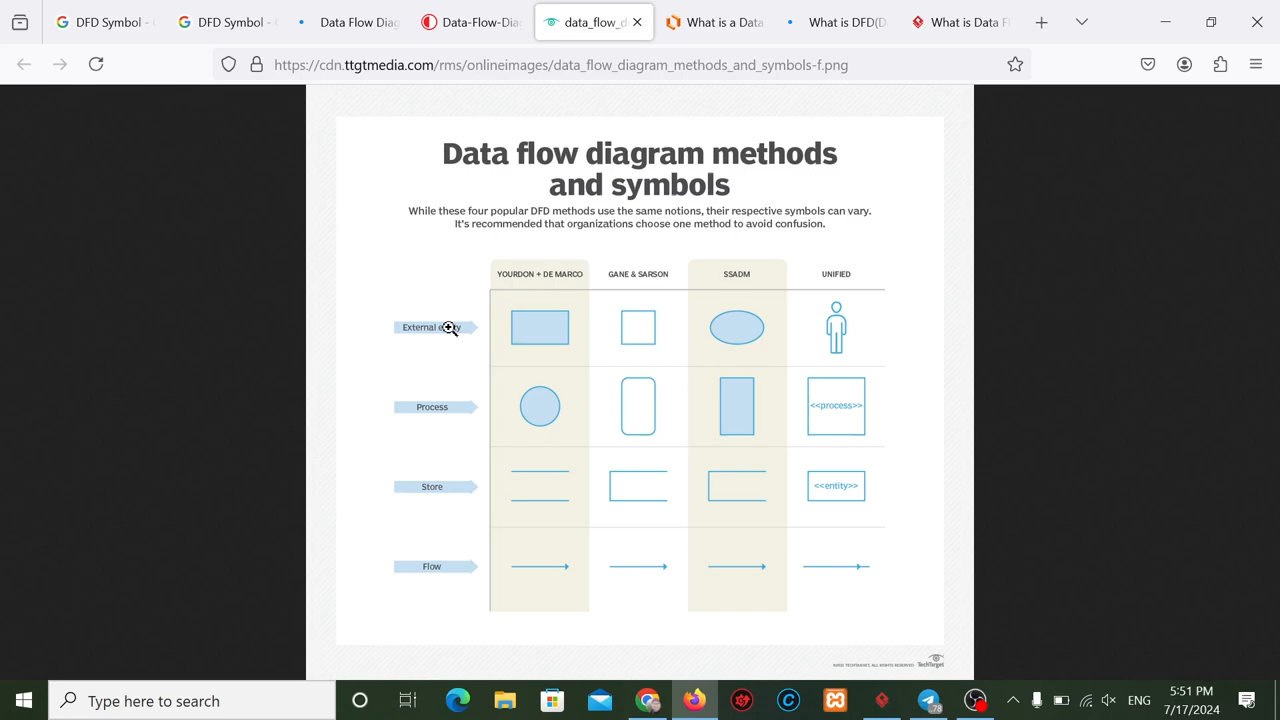 DFD Symbol -
DFD Symbol -
Data Flow Diag
Data-Flow-Dia
data_flow_d
What is a Data
What is DFD(D
What is Data Fl
https://cdn.ttgtmedia.com/rms/onlineimages/data_flow_diagram_methods_and_symbols-f.png
Data flow diagram methods
and symbols
While these four popular DFD methods use the same notions, their respective symbols can vary.
It's recommended that organizations choose one method to avoid confusion.
YOURDON + DE MARCO
GANE & SARSON
SSADM
UNIFIED
External entity
Process
<<process>>
Store
<<entity>>
Flow
TechTarget
Type here to search
ENG
5:51 PM
7/17/2024